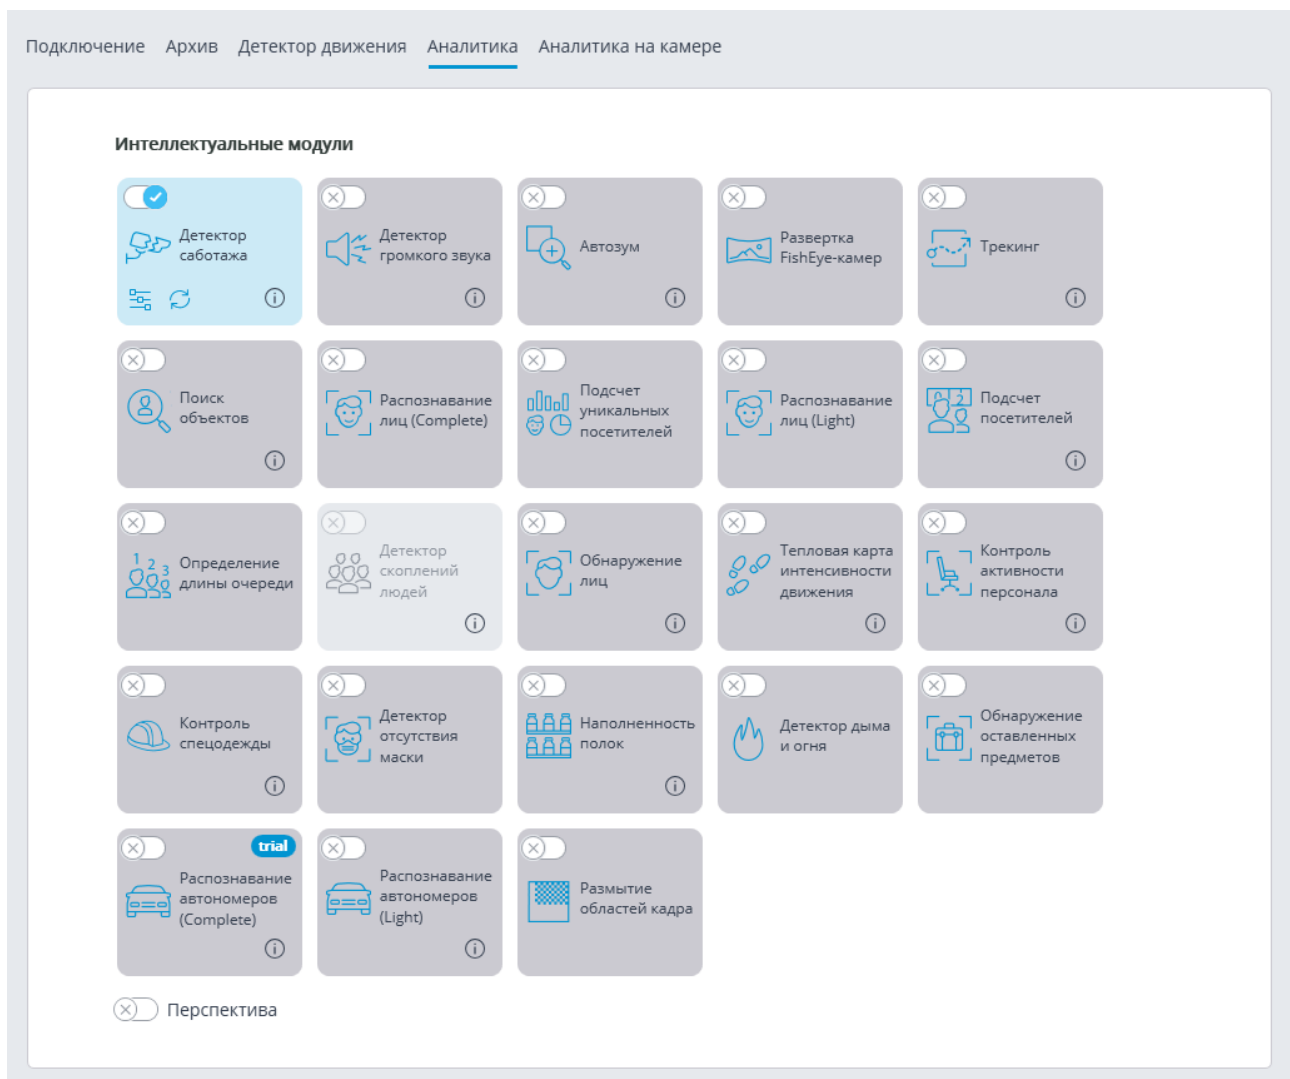 Подключение Архив Детектор движения Аналитика Аналитика на камере
Интеллектуальные модули
Детектор
саботажа
Детектор
громкого звука
Автозум
Развертка
FishEye-камер
Трекинг
Поиск
объектов
Распознавание
лиц (Complete)
Подсчет
уникальных
посетителей
Распознавание
лиц (Light)
Подсчет
посетителей
Определение
длины очереди
Детектор
скоплений
людей
Обнаружение
лиц
Тепловая карта
интенсивности
движения
Контроль
активности
персонала
Контроль
спецодежды
Детектор
отсутствия
маски
Наполненность
полок
Детектор дыма
и огня
Обнаружение
оставленных
предметов
trial
Распознавание
автономеров
(Complete)
Распознавание
автономеров
(Light)
Размытие
областей кадра
Перспектива